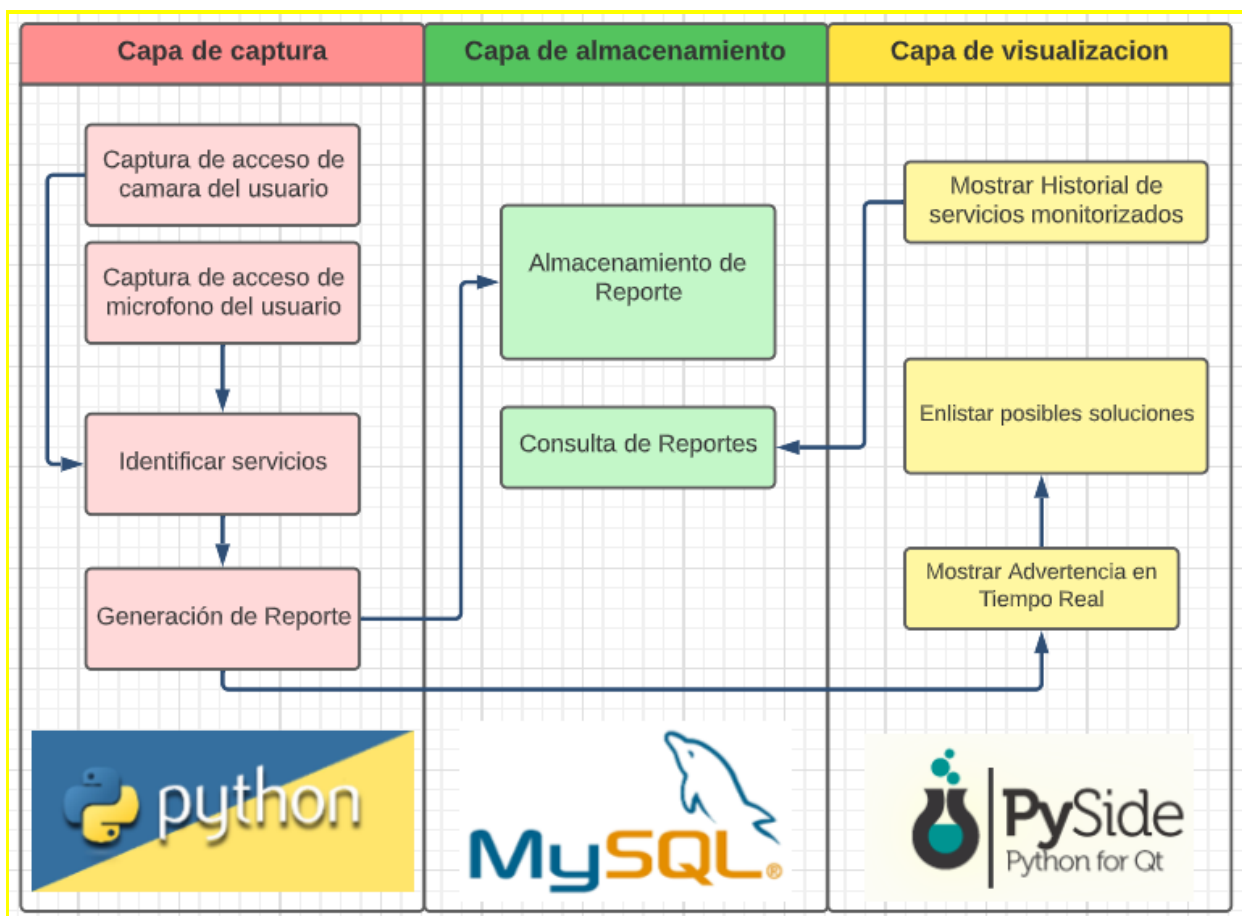 Capa de captura
Capa de almacenamiento
Capa de visualizacion
Captura de acceso de
camara del usuario
Captura de acceso de
microfono del usuario
Identificar servicios
Generación de Reporte
Almacenamiento de
Reporte
Consulta de Reportes
Mostrar Historial de
servicios monitorizados
Enlistar posibles soluciones
Mostrar Advertencia en
Tiempo Real
python
MySQL®
PySide
Python for Qt